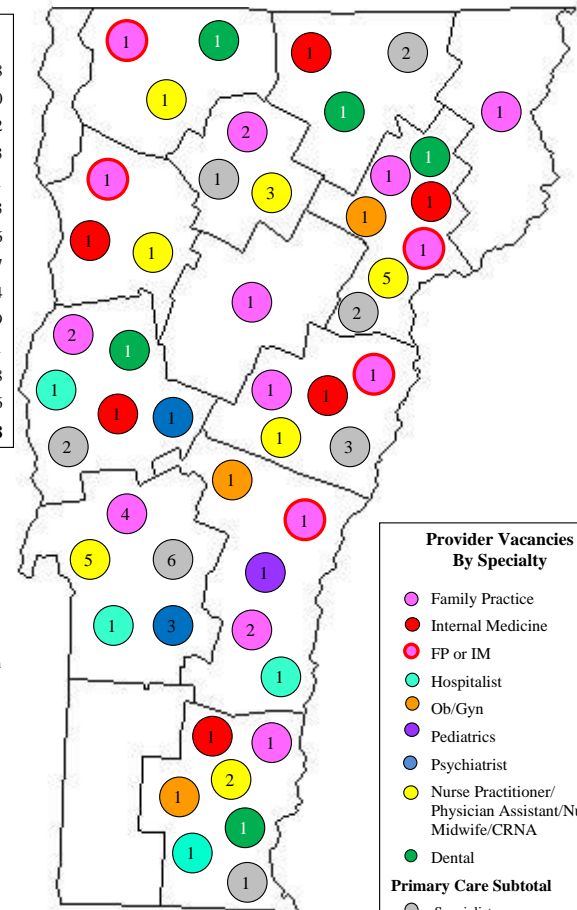 1 1 1 2
1 1 1
2 1
1 1 1 3 1 1
1 1 1 1
5
1 2
2 1
1 1 1 1 1 1
2 1 3
1
4 1
5 6 1
1 3 2
1
1 1
2
1 1
1
1
Provider Vacancies
By Specialty
Family Practice
Internal Medicine
FP or IM
Hospitalist
Ob/Gyn
Pediatrics
Psychiatrist
Nurse Practitioner/
Physician Assistant/Nu
Midwife/CRNA
Dental
Primary Care Subtotal